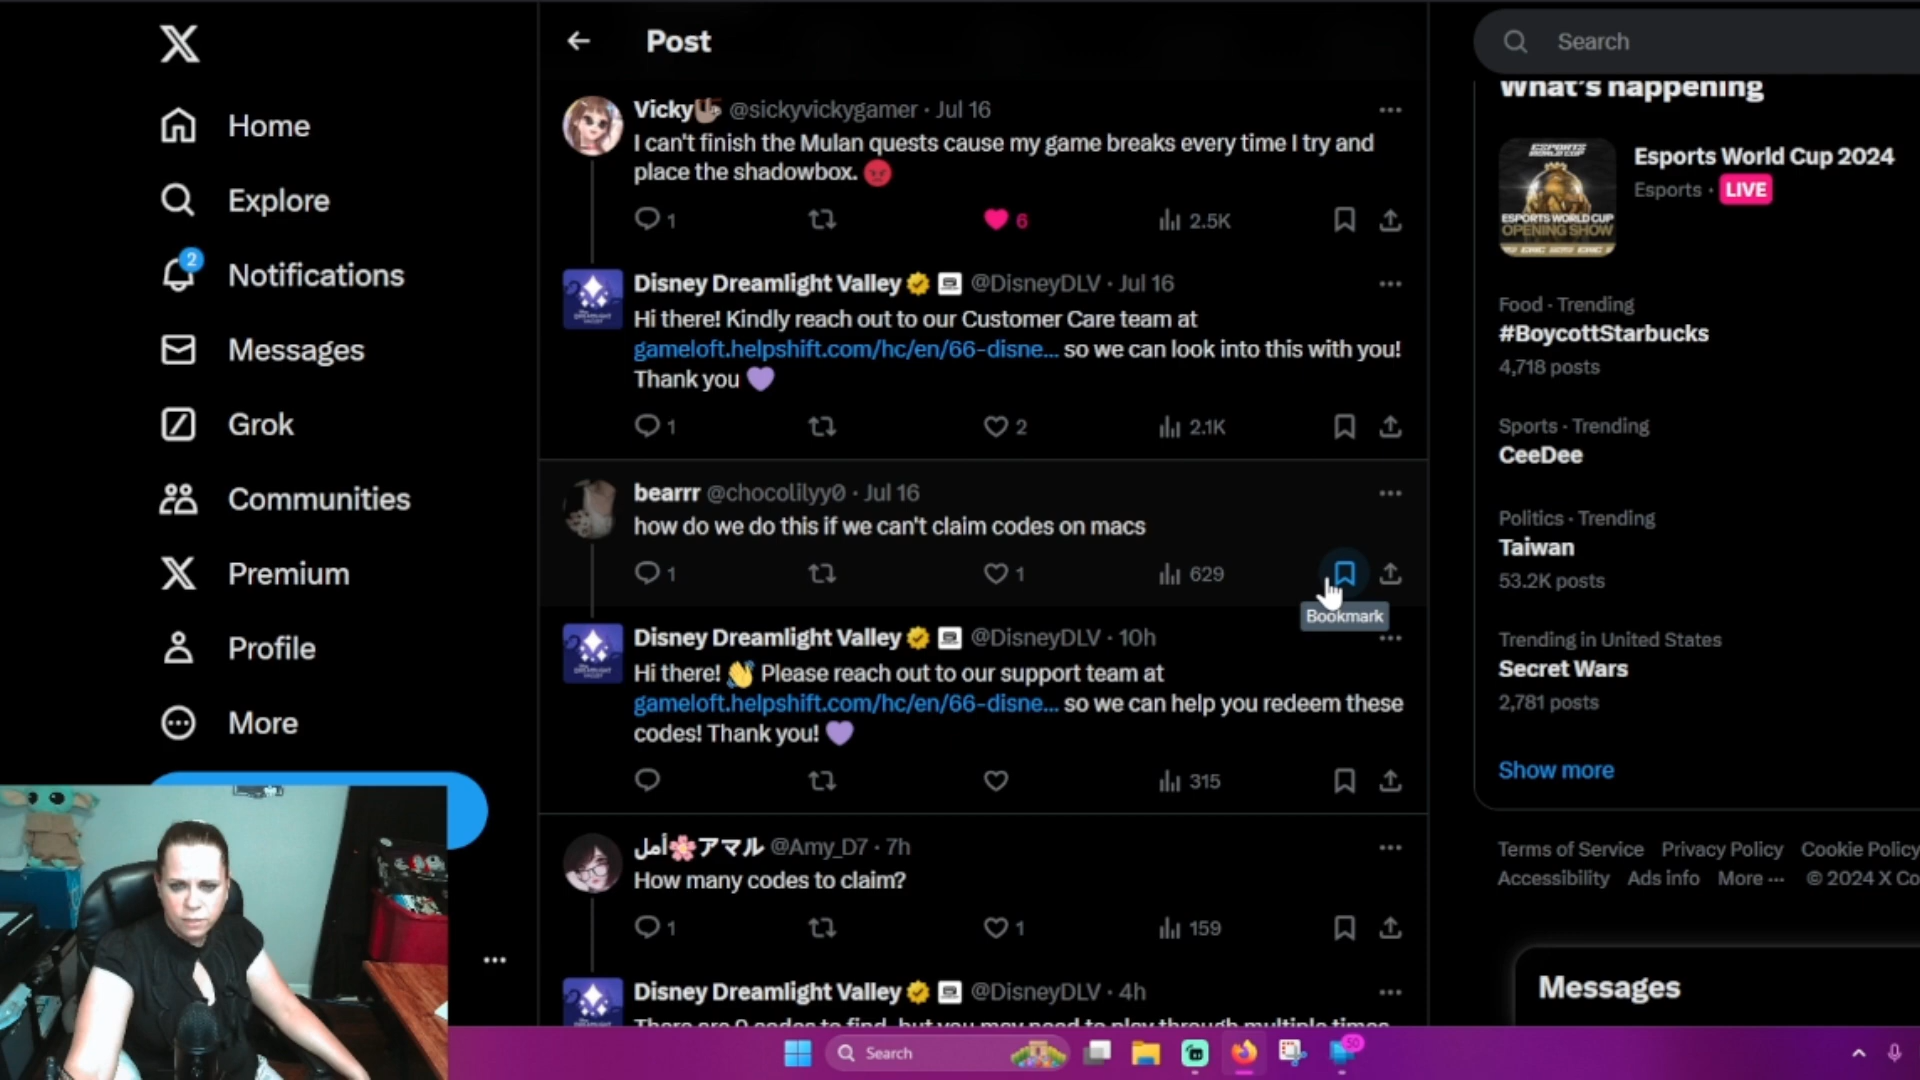 Post
Search
Home
Explore
2
Notifications
Messages
Grok
Communities
Premium
Profile
More
Vicky @sickyvickygamer · Jul 16
I can't finish the Mulan quests cause my game breaks every time I try and
place the shadowbox.
1 6 2.5K
Disney Dreamlight Valley @DisneyDLV · Jul 16
Hi there! Kindly reach out to our Customer Care team at
gameloft.helpshift.com/hc/en/66-disne... so we can look into this with you!
Thank you
1 2 2.1K
bearrr @chocolilyy0 · Jul 16
how do we do this if we can't claim codes on macs
1 1 629
Bookmark
Disney Dreamlight Valley @DisneyDLV · 10h
Hi there! Please reach out to our support team at
gameloft.helpshift.com/hc/en/66-disne... so we can help you redeem these
codes! Thank you!
315
أمل アマル @Amy_D7 · 7h
How many codes to claim?
1 1 159
Disney Dreamlight Valley @DisneyDLV · 4h
There are 9 codes to find, but you may need to play through multiple times
What's happening
ESPORTS
WORLD CUP
ESPORTS WORLD CUP
OPENING SHOW
Esports World Cup 2024
Esports · LIVE
Food · Trending
#BoycottStarbucks
4,718 posts
Sports · Trending
CeeDee
Politics · Trending
Taiwan
53.2K posts
Trending in United States
Secret Wars
2,781 posts
Show more
Terms of Service Privacy Policy Cookie Policy
Accessibility Ads info More ··· © 2024 X Co
Messages
Search
50